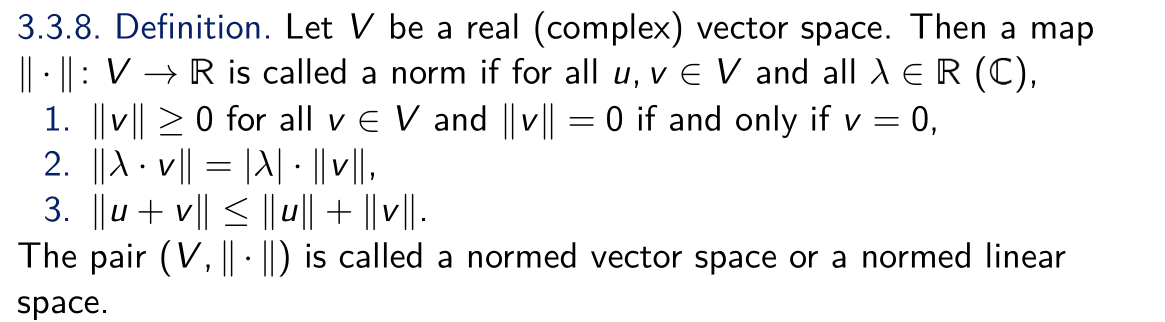 3.3.8. Definition. Let V be a real (complex) vector space. Then a map
‖ · ‖: V → ℝ is called a norm if for all u, v ∈ V and all λ ∈ ℝ (ℂ),
1. ‖v‖ ≥ 0 for all v ∈ V and ‖v‖ = 0 if and only if v = 0,
2. ‖λ · v‖ = |λ| · ‖v‖,
3. ‖u + v‖ ≤ ‖u‖ + ‖v‖.
The pair (V, ‖ · ‖) is called a normed vector space or a normed linear
space.